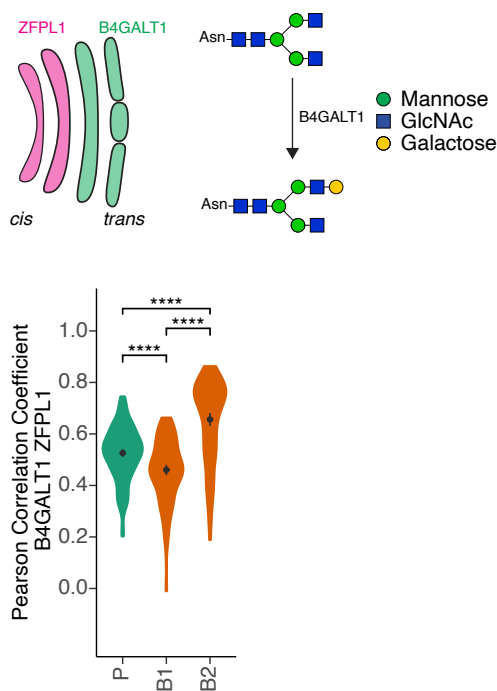 ZFPL1 B4GALT1
cis trans
Asn
B4GALT1
Asn
Mannose
GlcNAc
Galactose
Pearson Correlation Coefficient
B4GALT1 ZFPL1
****
****
****
1.0
0.8
0.6
0.4
0.2
0.0
P B1 B2